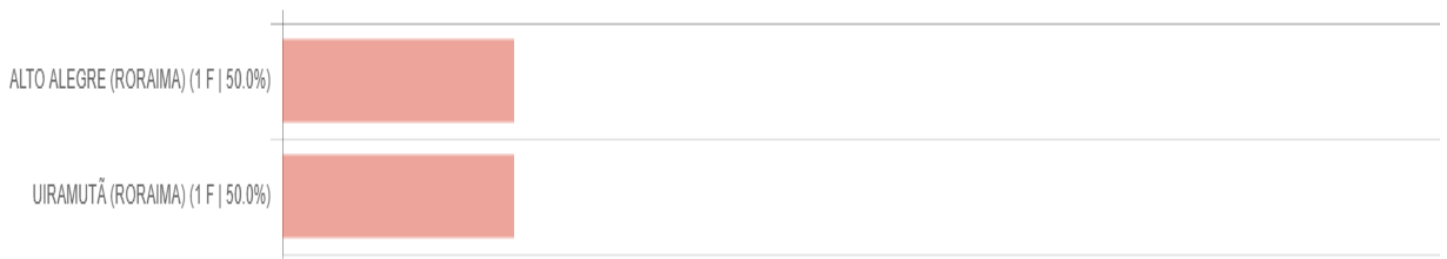 ALTO ALEGRE (RORAIMA) (1 F | 50.0%)
UIRAMUTÃ (RORAIMA) (1 F | 50.0%)